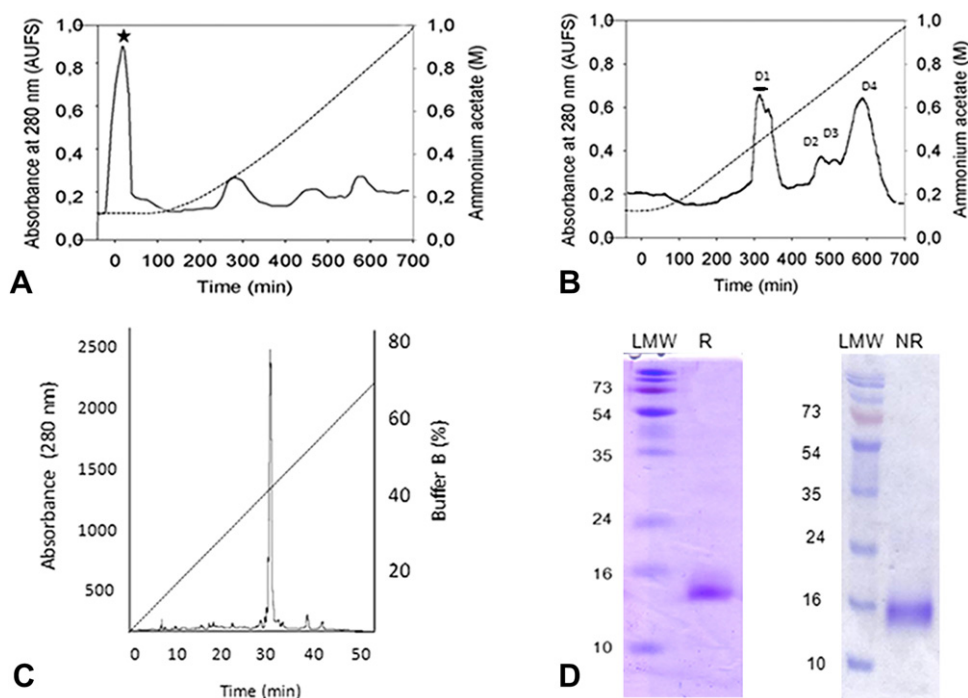 Absorbance at 280 nm (AUFS)
1,0
0,8
0,6
0,4
0,2
0,0
1,0
0,8
0,6
0,4
0,2
0,0
Ammonium acetate (M)
0 100 200 300 400 500 600 700
Time (min)
A
Absorbance at 280 nm (AUFS)
1,0
0,8
0,6
0,4
0,2
0,0
D1
D2
D3
D4
1,0
0,8
0,6
0,4
0,2
0,0
Ammonium acetate (M)
0 100 200 300 400 500 600 700
Time (min)
B
Absorbance (280 nm)
2500
2000
1500
1000
500
80
60
40
20
Buffer B (%)
0 10 20 30 40 50
Time (min)
C
LMW R
73
54
35
24
16
10
LMW NR
73
54
35
24
16
10
D